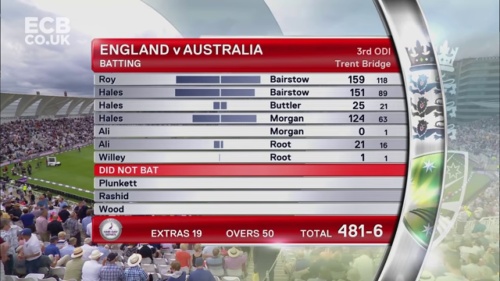 ECB
CO.UK
ENGLAND v AUSTRALIA 3rd ODI
BATTING Trent Bridge
Roy Bairstow 159 118
Hales Bairstow 151 89
Hales Buttler 25 21
Hales Morgan 124 63
Ali Morgan 0 1
Ali Root 21 16
Willey Root 1 1
DID NOT BAT
Plunkett
Rashid
Wood
EXTRAS 19 OVERS 50 TOTAL 481-6